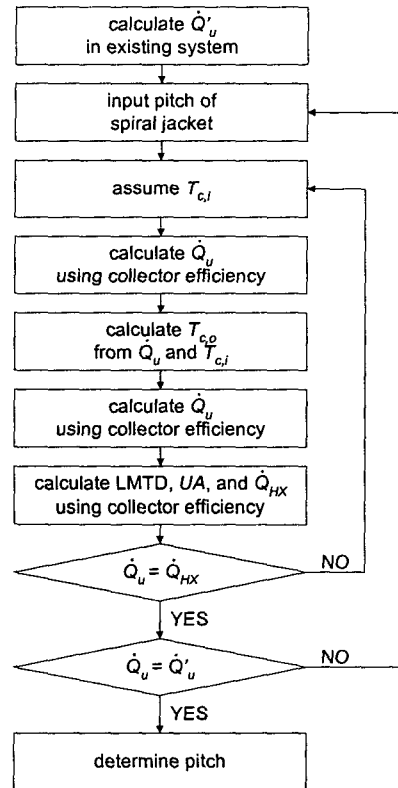 calculate Q̇'u
in existing system
input pitch of
spiral jacket
assume Tc,i
calculate Q̇u
using collector efficiency
calculate Tc,o
from Q̇u and Tc,i
calculate Q̇u
using collector efficiency
calculate LMTD, UA, and Q̇HX
using collector efficiency
Q̇u = Q̇HX
NO
YES
Q̇u = Q̇'u
NO
YES
determine pitch